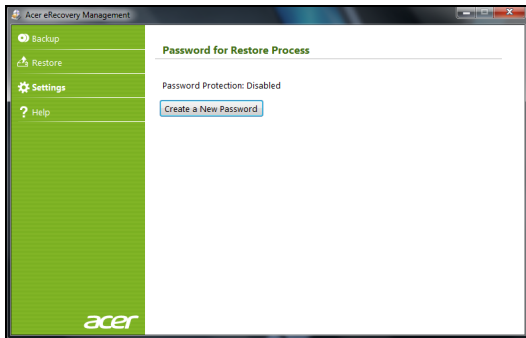 Acer eRecovery Management
Backup
Restore
Settings
? Help
Password for Restore Process
Password Protection: Disabled
Create a New Password
acer